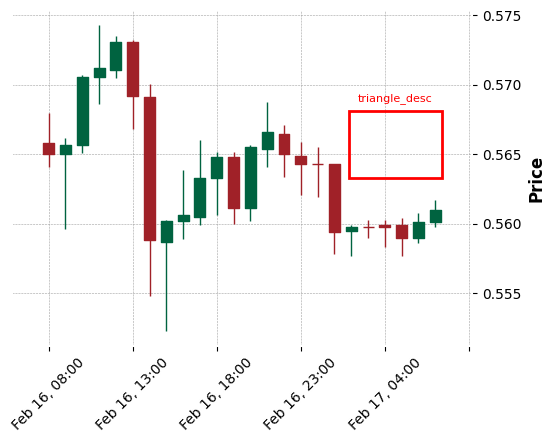 0.575
triangle_desc
0.570
0.565
0.560
0.555
Price
Feb 16, 08:00
Feb 16, 13:00
Feb 16, 18:00
Feb 16, 23:00
Feb 17, 04:00